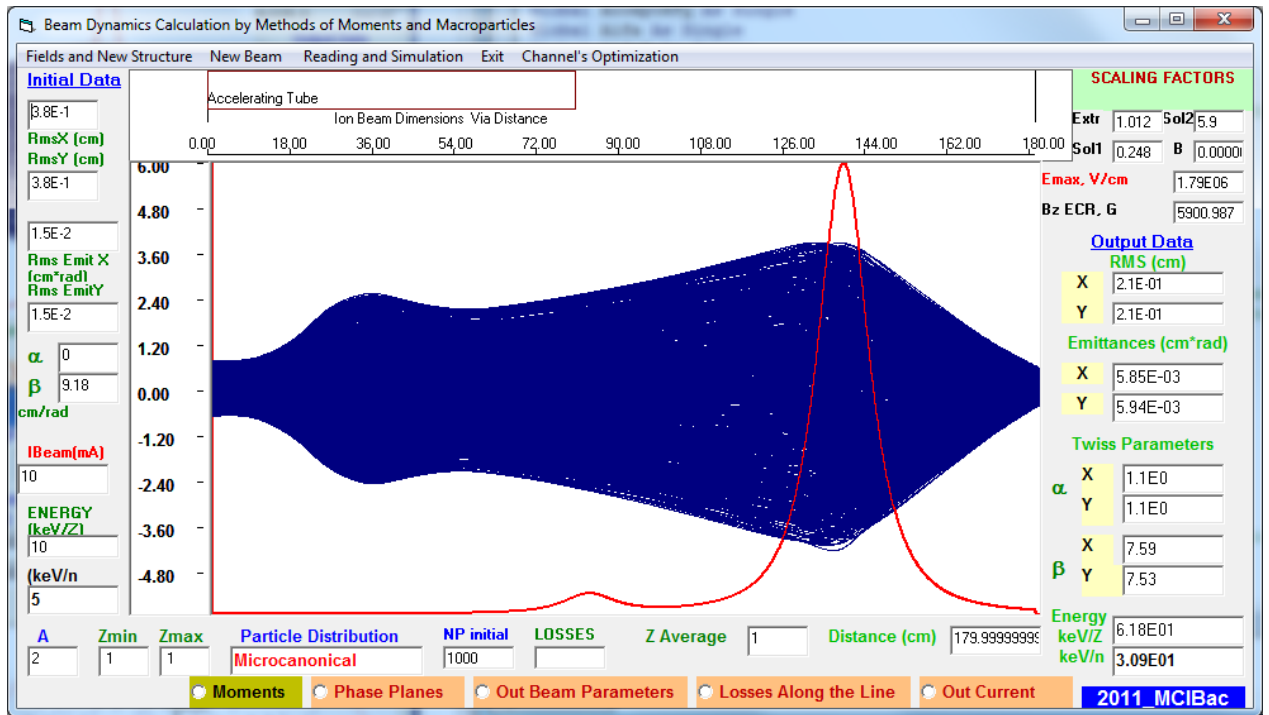 Beam Dynamics Calculation by Methods of Moments and Macroparticles
Fields and New Structure New Beam Reading and Simulation Exit Channel's Optimization
Initial Data
3.8E-1
RmsX (cm)
RmsY (cm)
3.8E-1
1.5E-2
Rms Emit X
(cm*rad)
Rms EmitY
1.5E-2
α 0
β 9.18
cm/rad
IBeam(mA)
10
ENERGY
(keV/Z)
10
(keV/n
5
Accelerating Tube
Ion Beam Dimensions Via Distance
0.00 18,00 36.00 54,00 72,00 90,00 108,00 126,00 144,00 162,00 180.00
6.00
4.80
3.60
2.40
1.20
0.00
-1.20
-2.40
-3.60
-4.80
SCALING FACTORS
Extr 1.012 Sol2 5.9
Sol1 0.248 B 0.0000
Emax, V/cm 1.79E06
Bz ECR, G 5900.987
Output Data
RMS (cm)
X 2.1E-01
Y 2.1E-01
Emittances (cm*rad)
X 5.85E-03
Y 5.94E-03
Twiss Parameters
α X 1.1E0
Y 1.1E0
β X 7.59
Y 7.53
Energy
keV/Z 6.18E01
keV/n 3.09E01
A Zmin Zmax Particle Distribution NP initial LOSSES Z Average 1 Distance (cm) 179.9999999
2 1 1 Microcanonical 1000
Moments Phase Planes Out Beam Parameters Losses Along the Line Out Current
2011_MCIBac